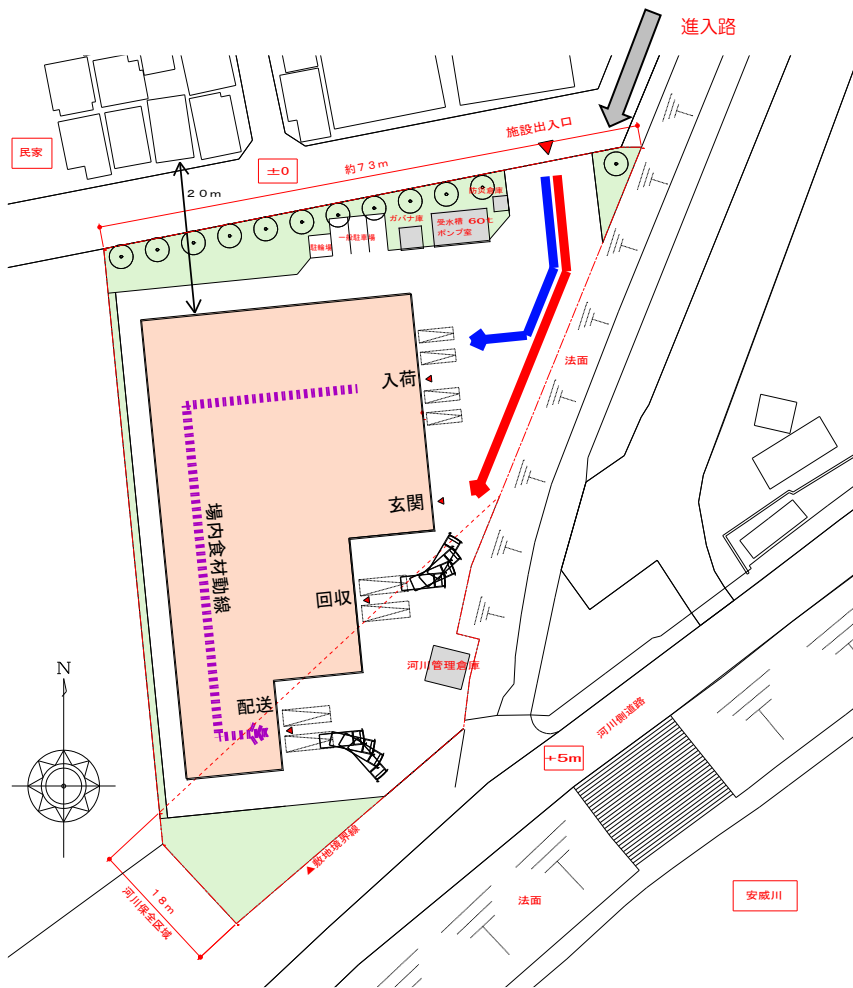 進入路
施設出入口
民家
±0
約73m
20m
防災倉庫
ガバナ庫
受水槽 60t
ポンプ室
一般駐車場
駐輪場
法面
入荷
玄関
場内食材動線
回収
河川管理倉庫
N
配送
河川側道路
+5m
▲敷地境界線
18m
河川保全区域
法面
安威川